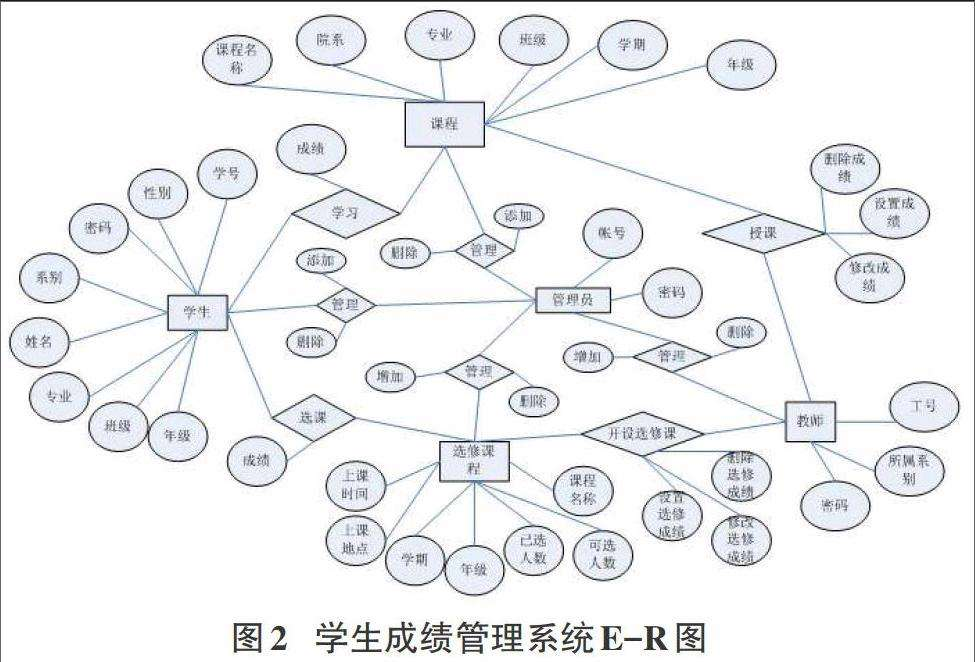 课程名
称
院系
专业
班级
学期
年级
课程
成绩
学号
性别
密码
系别
姓名
专业
班级
年级
学生
学习
添加
管理
删除
删除
管理
添加
帐号
密码
管理员
删除成
绩
设置成
绩
修改成
绩
授课
增加
管理
删除
增加
管理
删除
选课
成绩
选修课
程
开设选修课
教师
工号
所属系
别
密码
上课
时间
上课
地点
学期
年级
已选
人数
可选
人数
课程
名称
设置
选修
成绩
删除
选修
成绩
修改
选修
成绩
图2 学生成绩管理系统E-R图